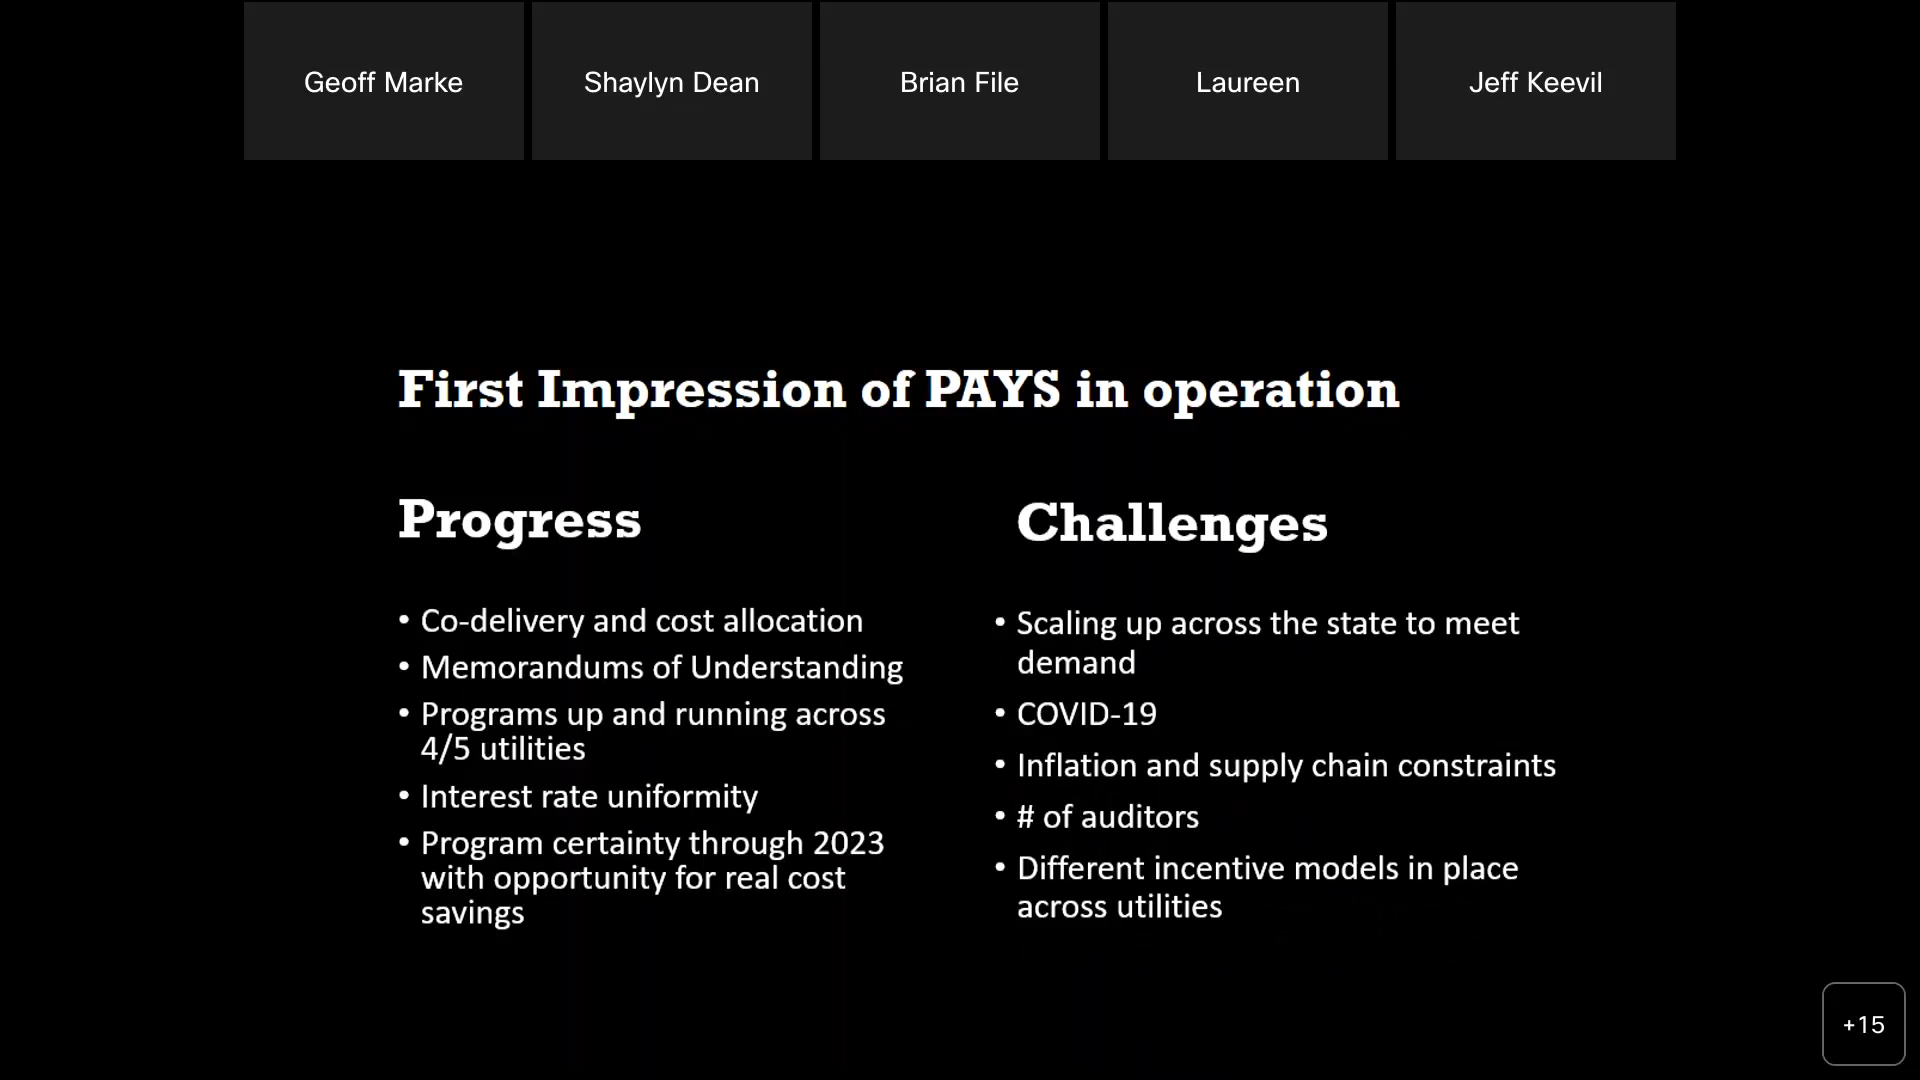 Geoff Marke
Shaylyn Dean
Brian File
Laureen
Jeff Keevil
First Impression of PAYS in operation
Progress
• Co-delivery and cost allocation
• Memorandums of Understanding
• Programs up and running across
4/5 utilities
• Interest rate uniformity
• Program certainty through 2023
with opportunity for real cost
savings
Challenges
• Scaling up across the state to meet
demand
• COVID-19
• Inflation and supply chain constraints
• # of auditors
• Different incentive models in place
across utilities
+15